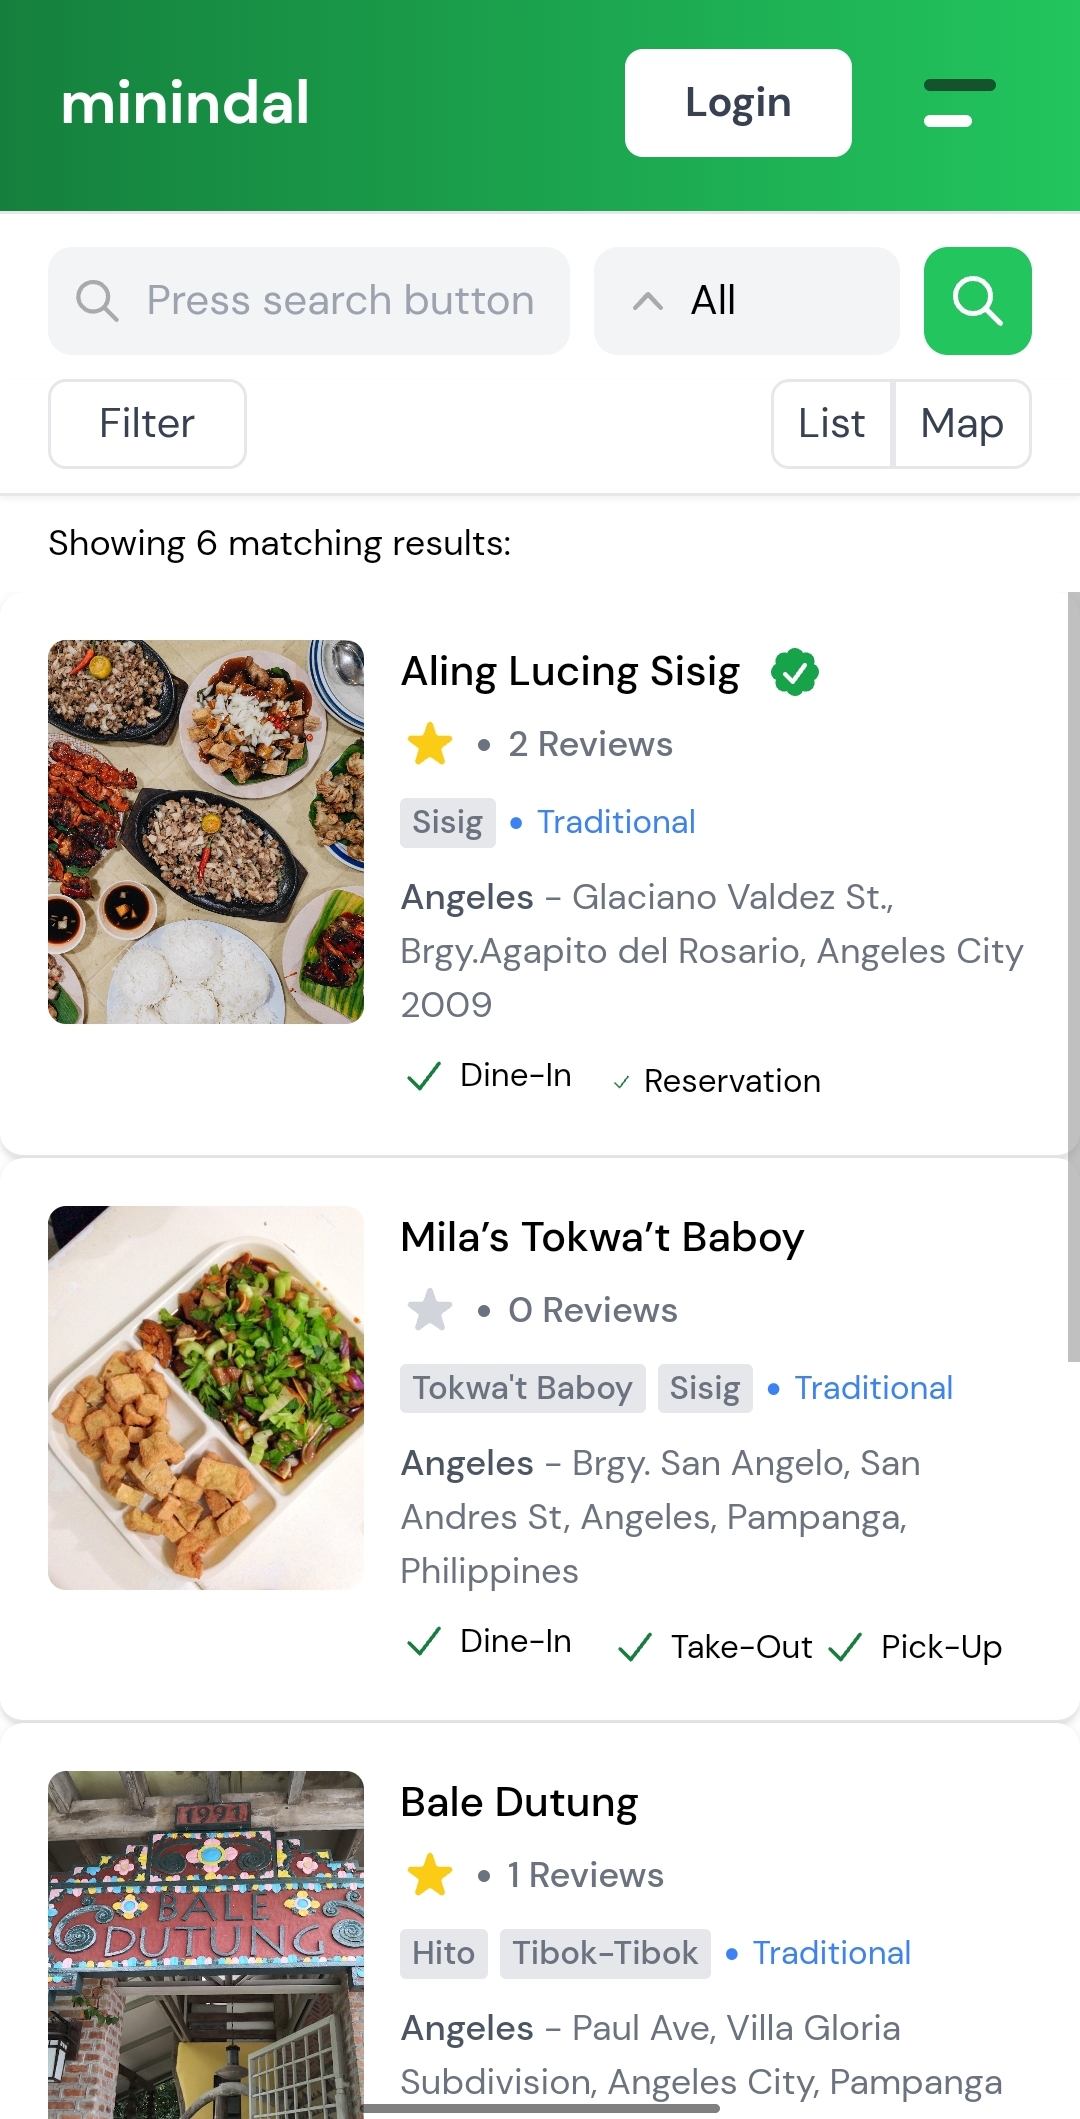 minindal
Login
Press search button
All
Filter
List
Map
Showing 6 matching results:
Aling Lucing Sisig
• 2 Reviews
Sisig • Traditional
Angeles - Glaciano Valdez St.,
Brgy.Agapito del Rosario, Angeles City
2009
Dine-In
Reservation
Mila’s Tokwa’t Baboy
• 0 Reviews
Tokwa't Baboy Sisig • Traditional
Angeles - Brgy. San Angelo, San
Andres St, Angeles, Pampanga,
Philippines
Dine-In
Take-Out
Pick-Up
1991
BALE
DUTUNG
Bale Dutung
• 1 Reviews
Hito Tibok-Tibok • Traditional
Angeles - Paul Ave, Villa Gloria
Subdivision, Angeles City, Pampanga